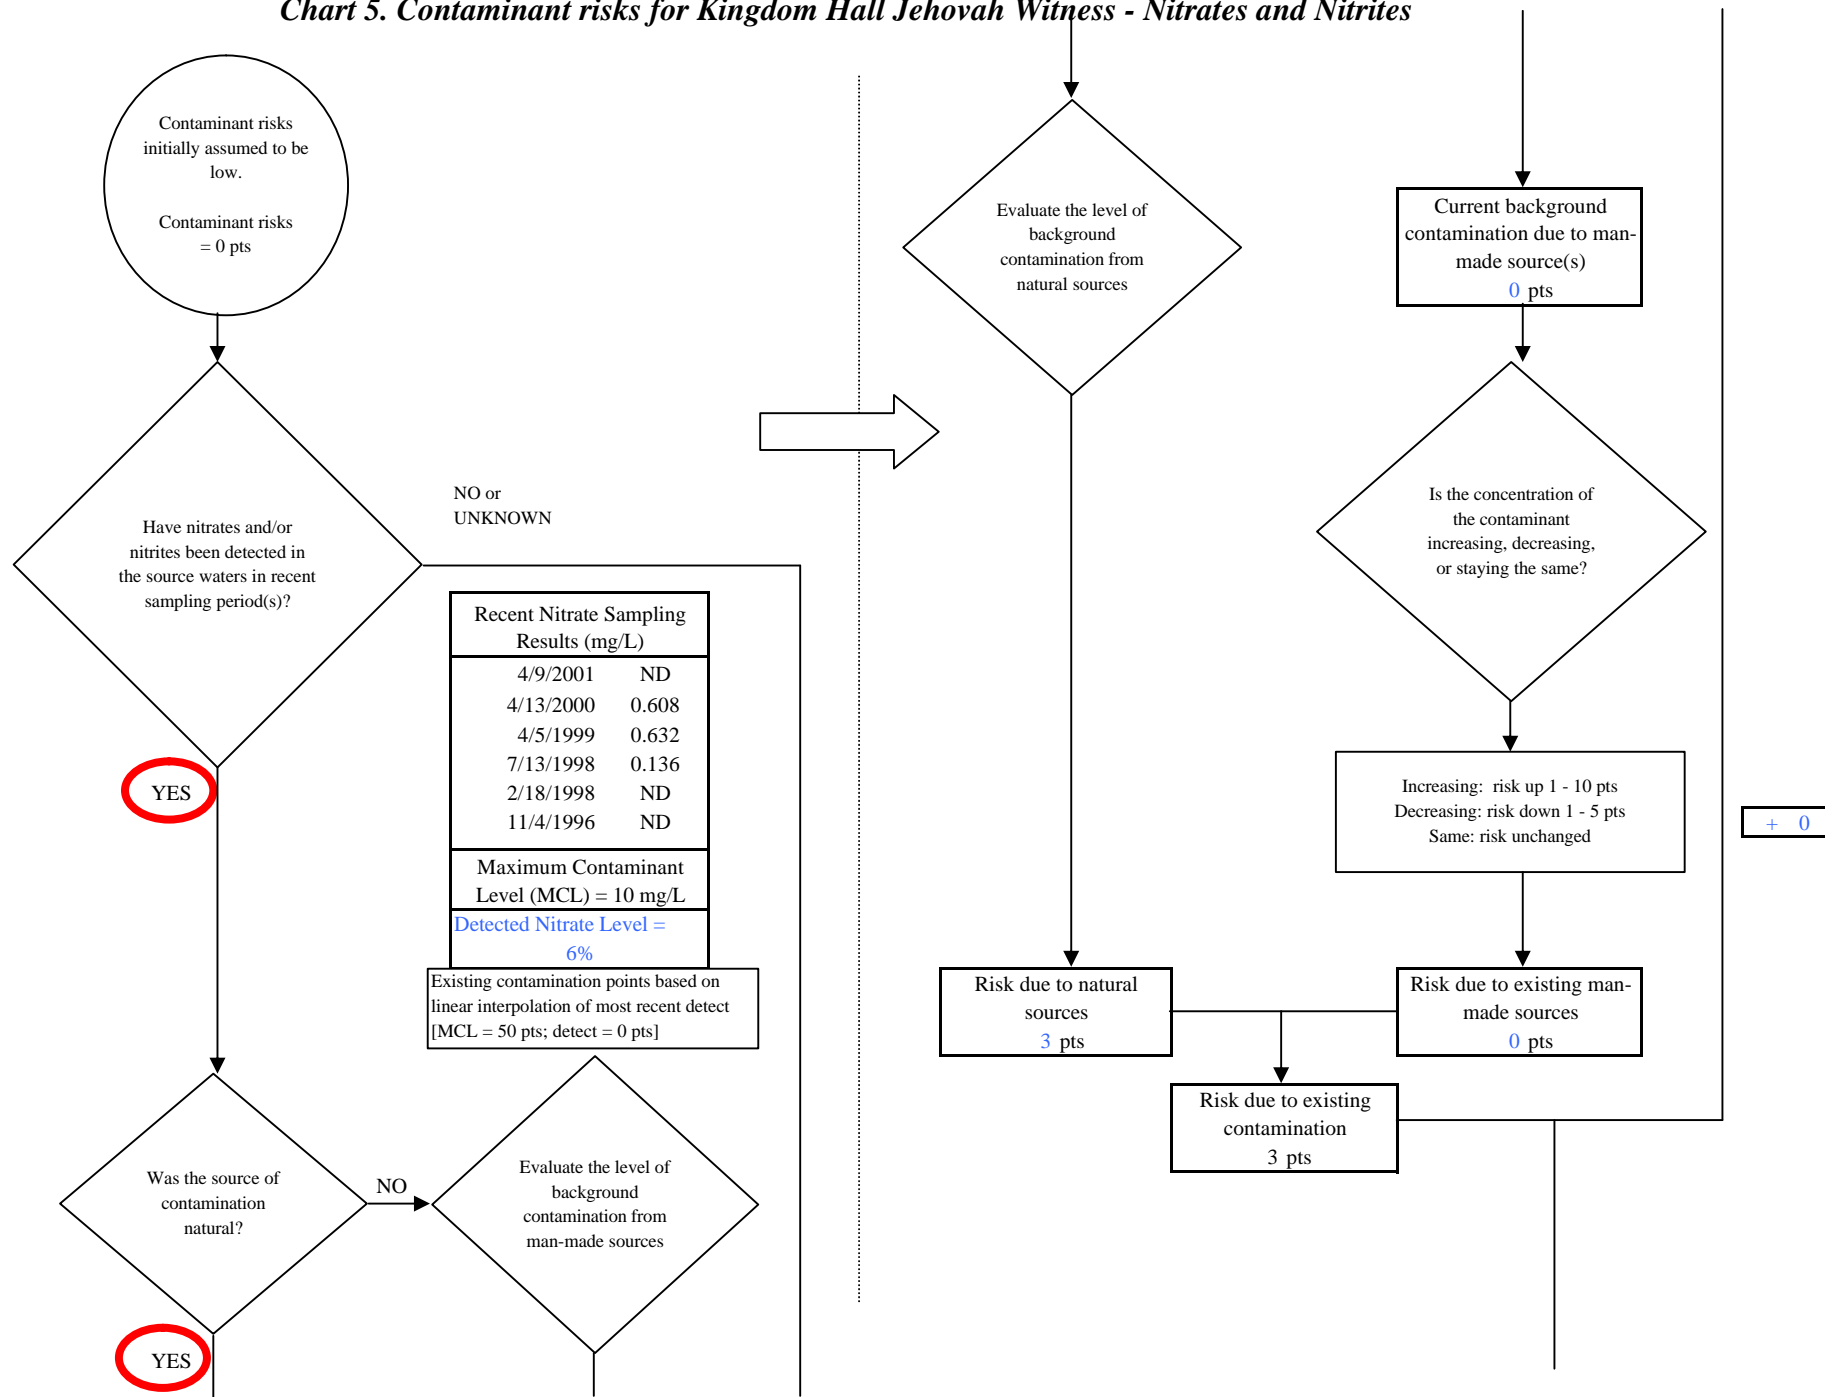 Chart 5. Contaminant risks for Kingdom Hall Jehovah Witness - Nitrates and Nitrites
Contaminant risks
initially assumed to be
low.
Contaminant risks
= 0 pts
Have nitrates and/or
nitrites been detected in
the source waters in recent
sampling period(s)?
NO or
UNKNOWN
YES
Recent Nitrate Sampling
Results (mg/L)
4/9/2001 ND
4/13/2000 0.608
4/5/1999 0.632
7/13/1998 0.136
2/18/1998 ND
11/4/1996 ND
Maximum Contaminant
Level (MCL) = 10 mg/L
Detected Nitrate Level =
6%
Existing contamination points based on
linear interpolation of most recent detect
[MCL = 50 pts; detect = 0 pts]
Was the source of
contamination
natural?
NO
Evaluate the level of
background
contamination from
man-made sources
YES
Evaluate the level of
background
contamination from
natural sources
Current background
contamination due to man-
made source(s)
0 pts
Is the concentration of
the contaminant
increasing, decreasing,
or staying the same?
Increasing: risk up 1 - 10 pts
Decreasing: risk down 1 - 5 pts
Same: risk unchanged
+ 0
Risk due to natural
sources
3 pts
Risk due to existing man-
made sources
0 pts
Risk due to existing
contamination
3 pts